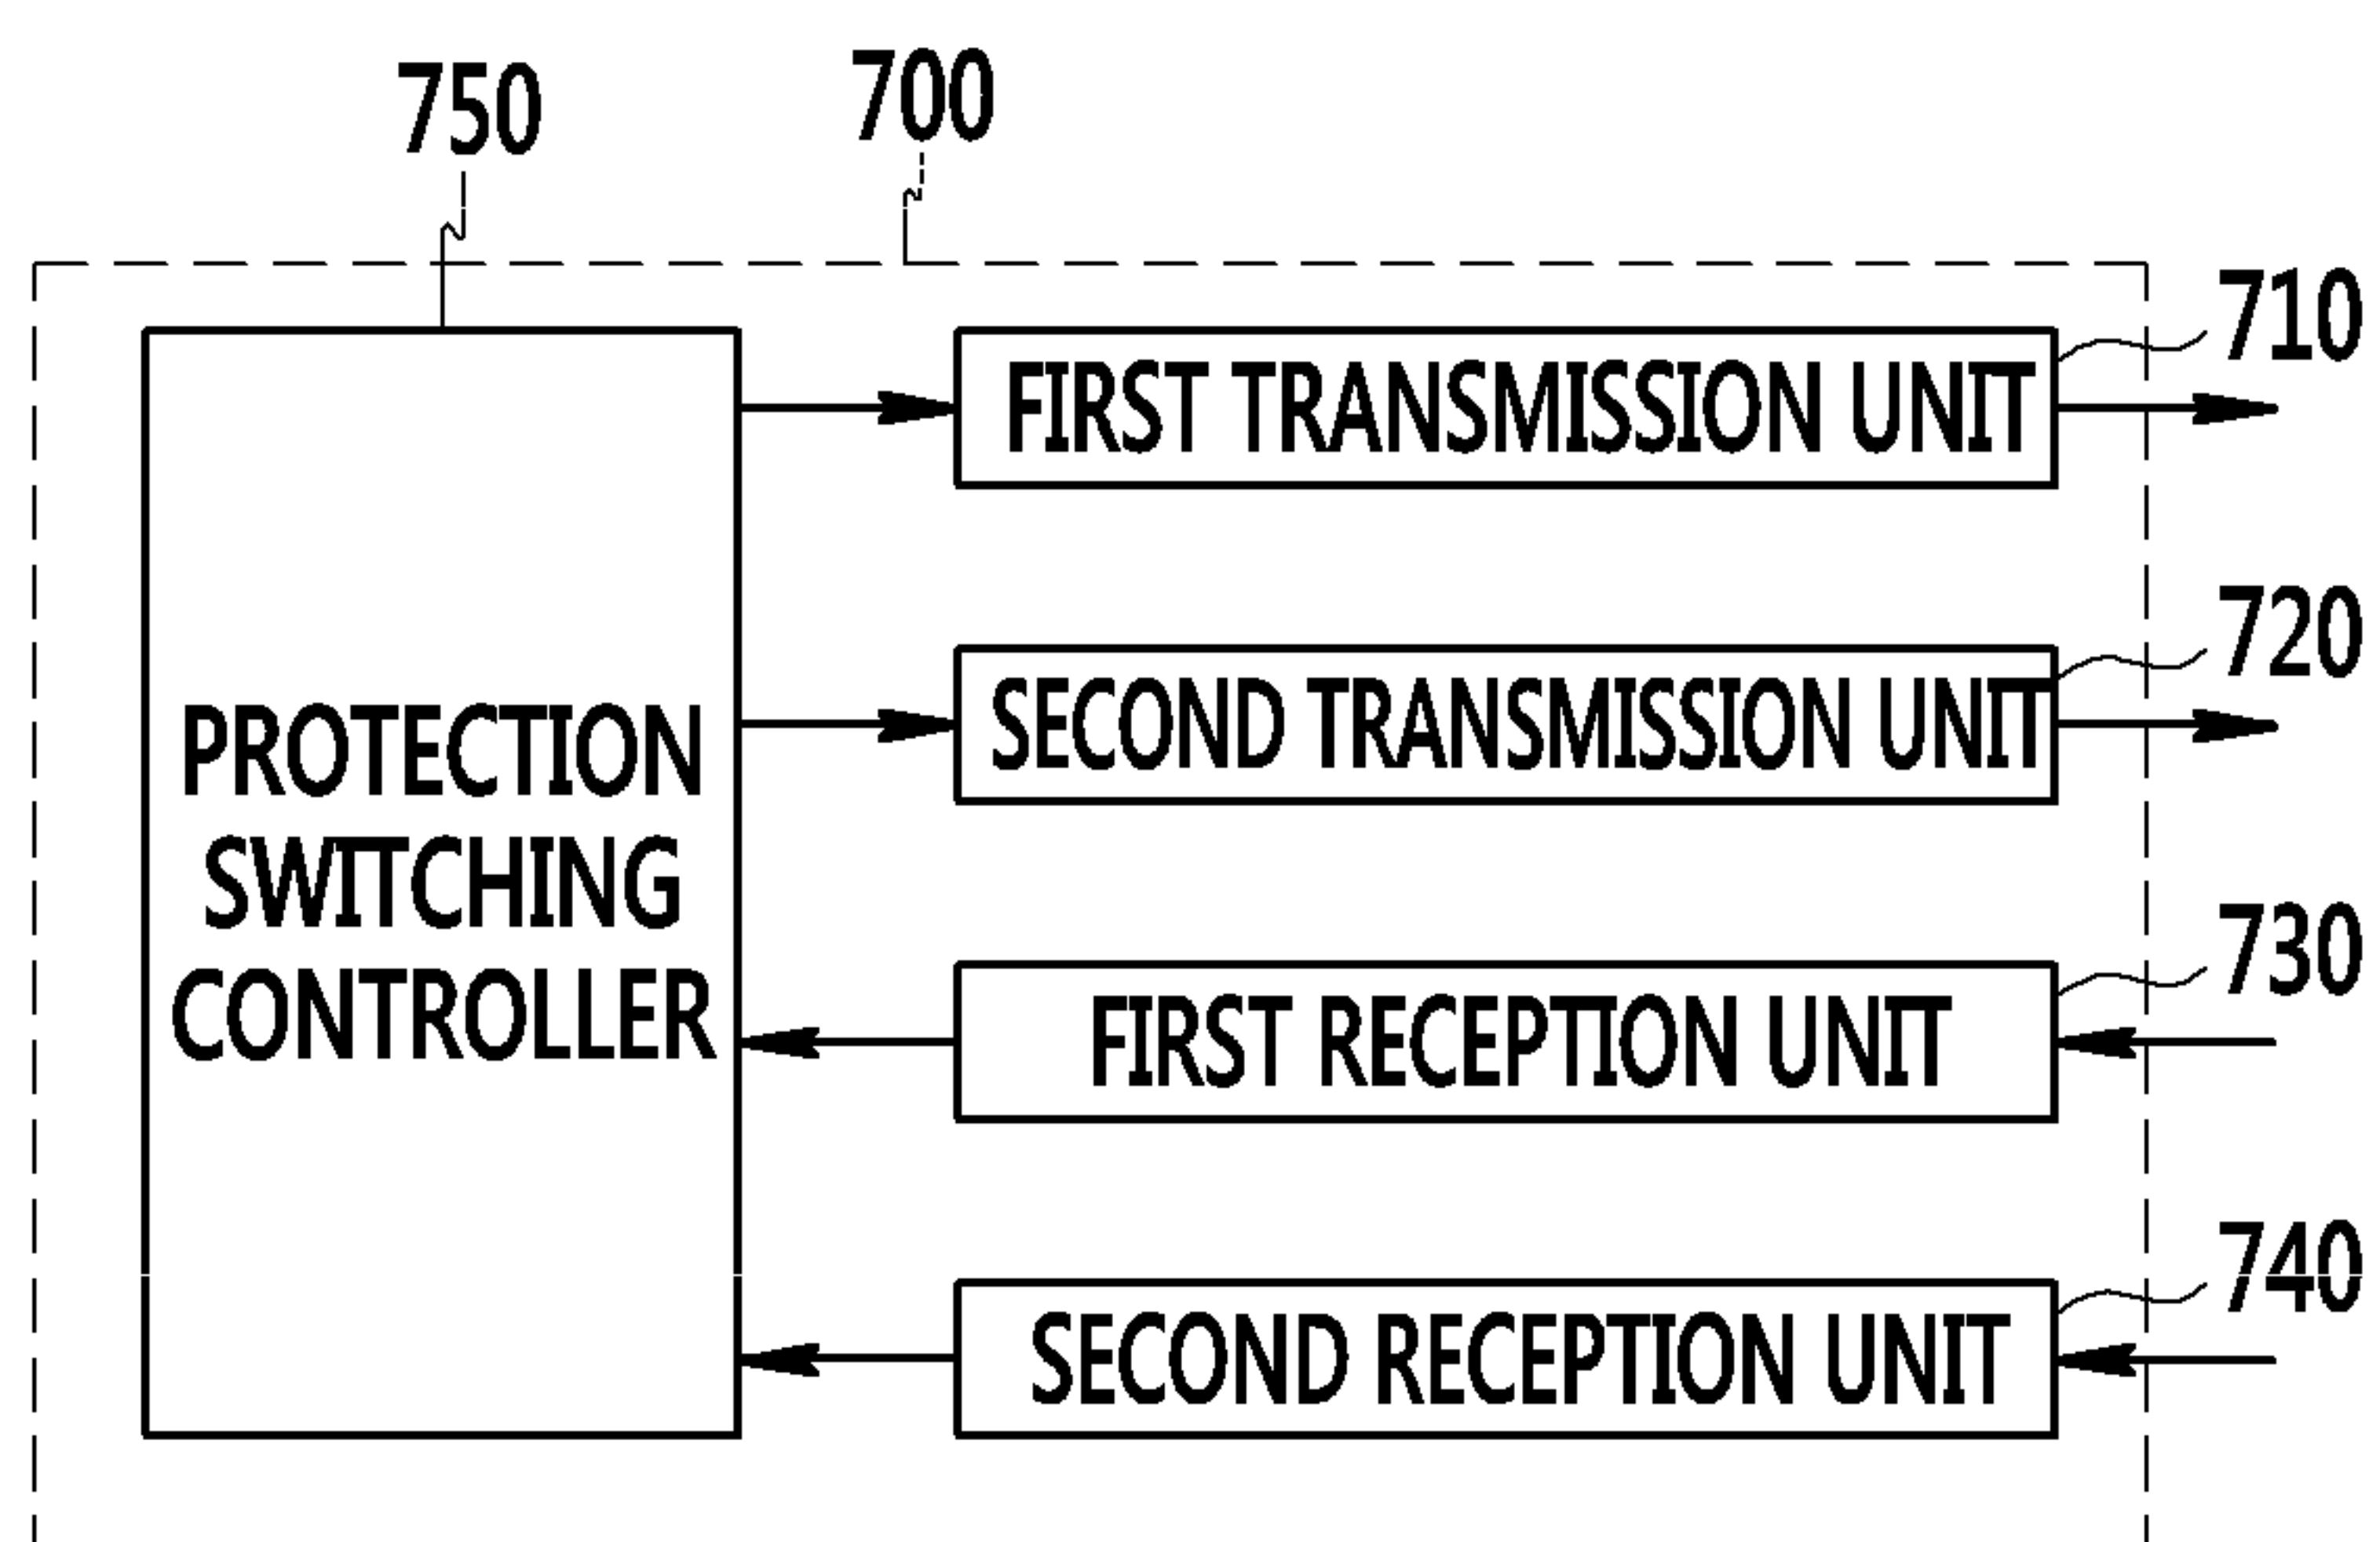 750
700
710
FIRST TRANSMISSION UNIT
720
SECOND TRANSMISSION UNIT
PROTECTION
SWITCHING
CONTROLLER
730
FIRST RECEPTION UNIT
740
SECOND RECEPTION UNIT